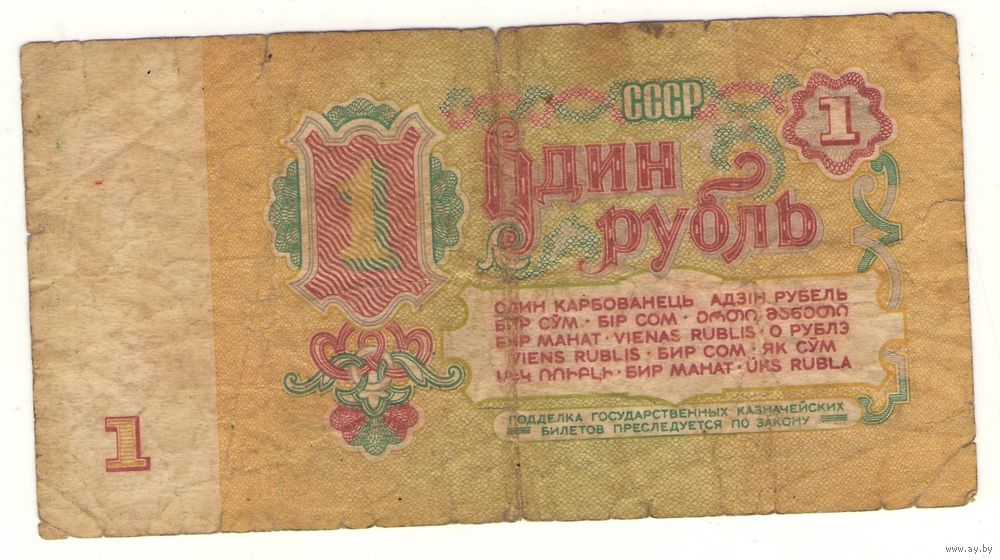 СССР
1
1
Один
рубль
ОДИН КАРБОВАНЕЦЬ АДЗІН РУБЕЛЬ
БИР СЎМ · БІР СОМ · ᲔᲠᲗᲘ ᲛᲐᲜᲔᲗᲘ
БИР МАНАТ · VIENAS RUBLIS · О РУБЛЭ
VIENS RUBLIS · БИР СОМ · ЯК СЎМ
ՄԵԿ ՌՈՒԲԼԻ · БИР МАНАТ · ÜKS RUBLA
ПОДДЕЛКА ГОСУДАРСТВЕННЫХ КАЗНАЧЕЙСКИХ
БИЛЕТОВ ПРЕСЛЕДУЕТСЯ ПО ЗАКОНУ
1
www.ay.by